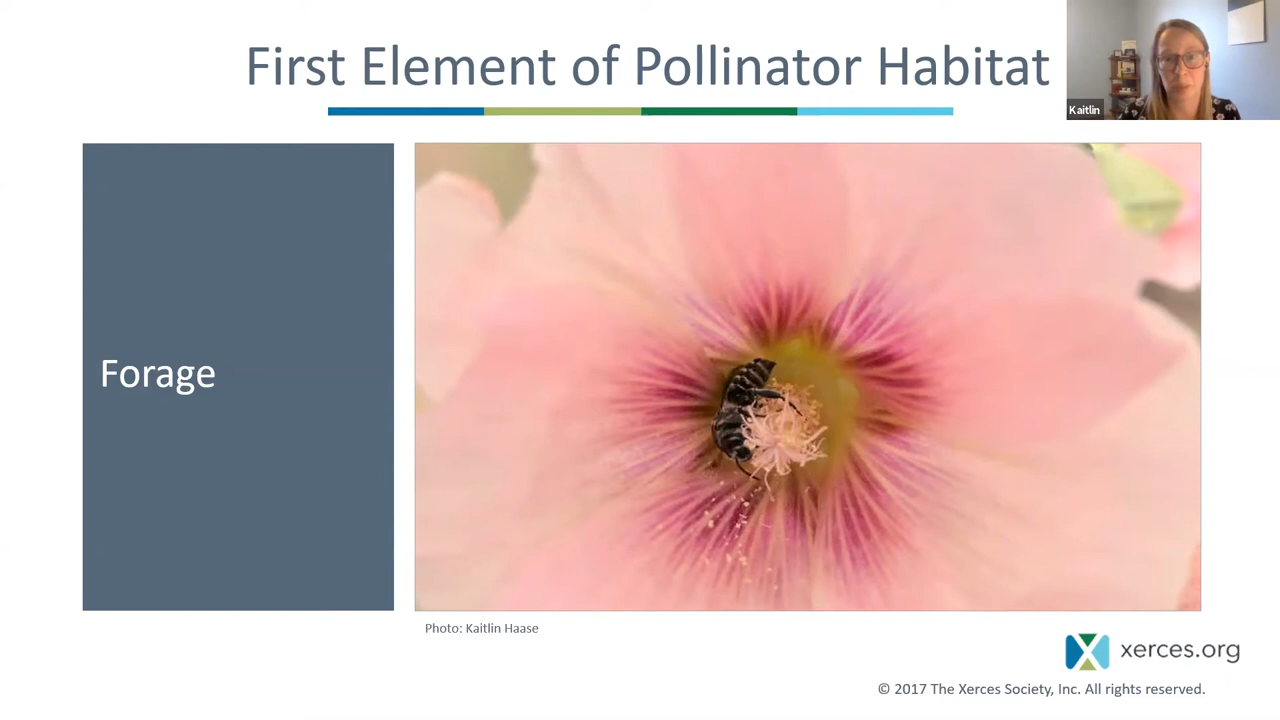 First Element of Pollinator Habitat
Kaitlin
Forage
Photo: Kaitlin Haase
xerces.org
© 2017 The Xerces Society, Inc. All rights reserved.